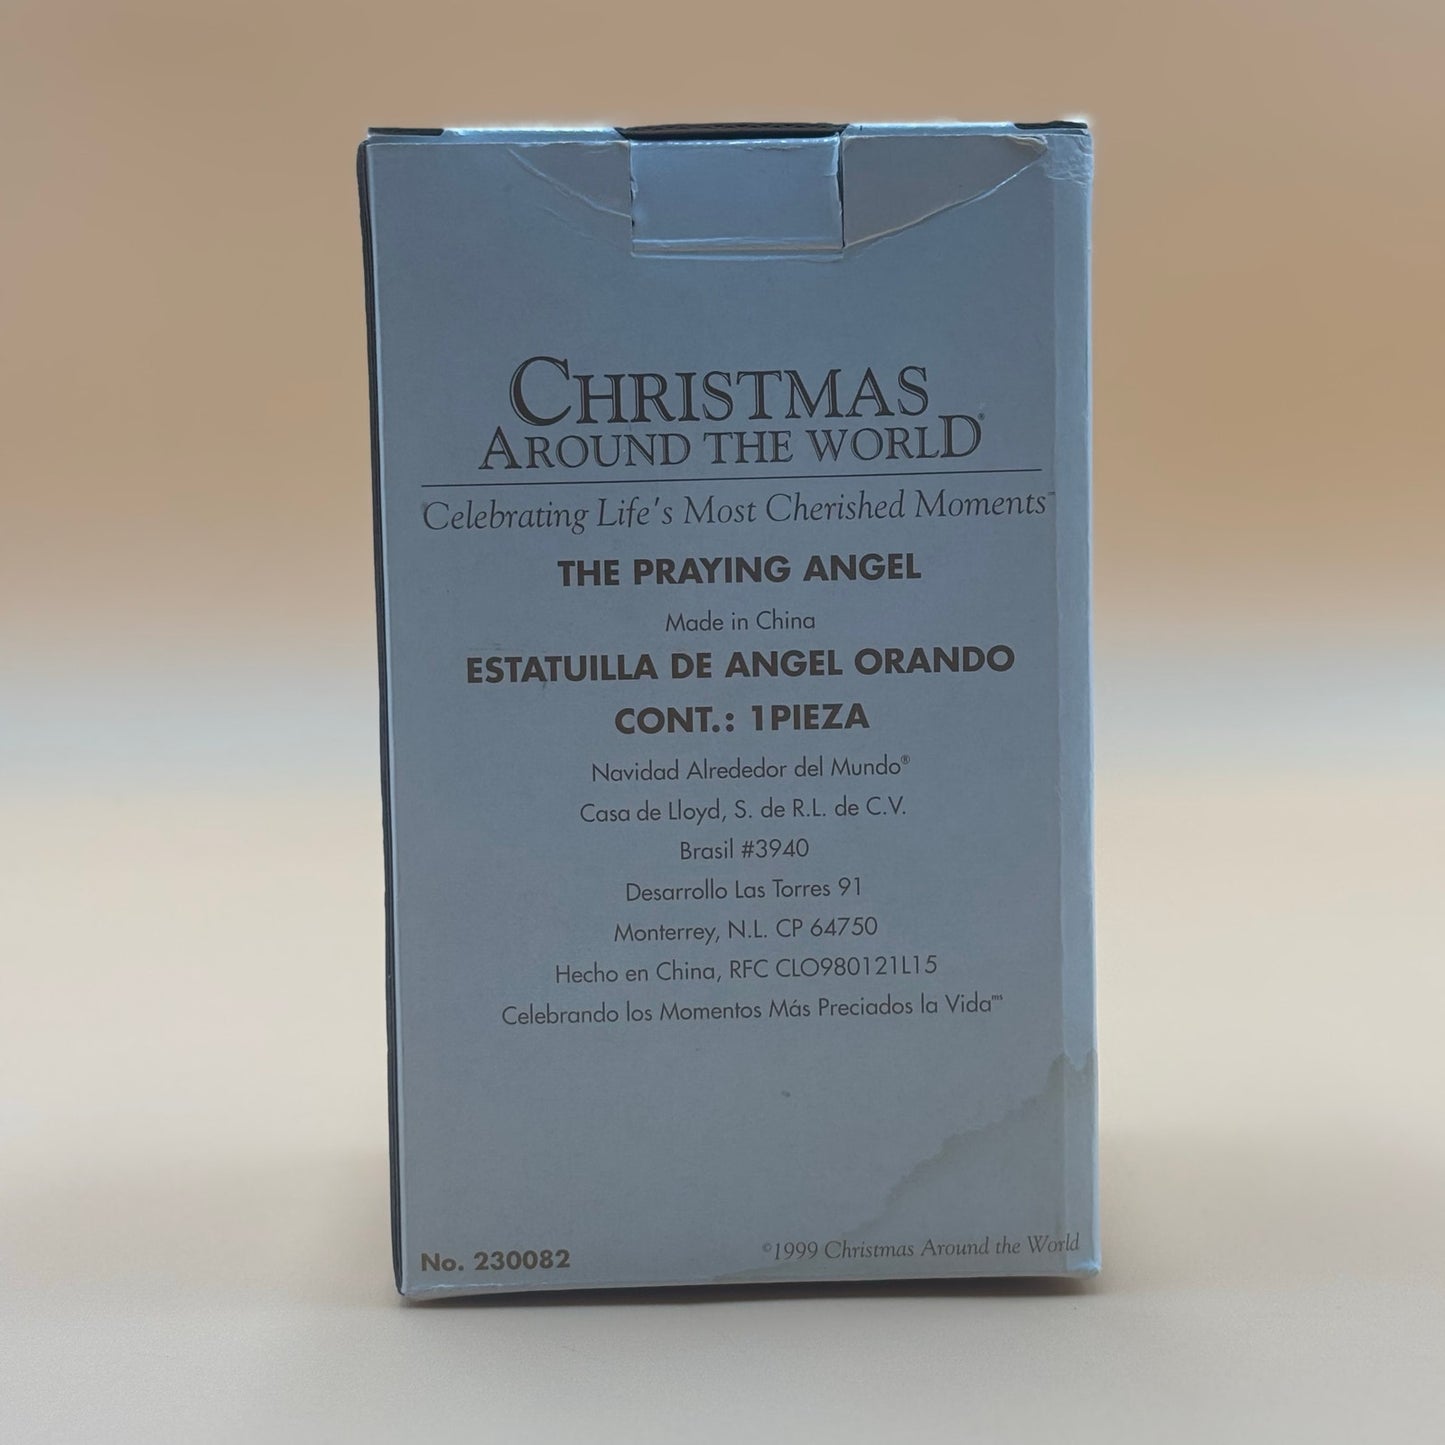 CHRISTMAS
AROUND THE WORLD®
Celebrating Life's Most Cherished Moments™
THE PRAYING ANGEL
Made in China
ESTATUILLA DE ANGEL ORANDO
CONT.: 1PIEZA
Navidad Alrededor del Mundo®
Casa de Lloyd, S. de R.L. de C.V.
Brasil #3940
Desarrollo Las Torres 91
Monterrey, N.L. CP 64750
Hecho en China, RFC CLO980121L15
Celebrando los Momentos Más Preciados la Vida ms
No. 230082
©1999 Christmas Around the World